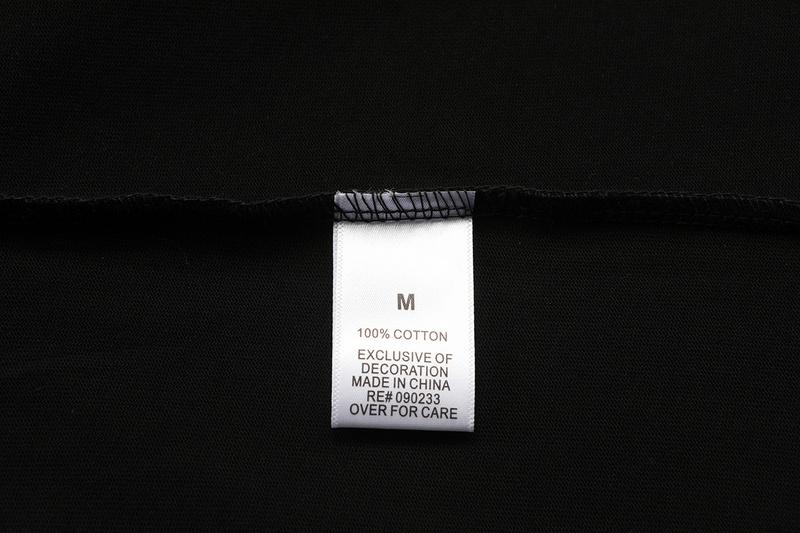 M
100% COTTON
EXCLUSIVE OF
DECORATION
MADE IN CHINA
RE# 090233
OVER FOR CARE